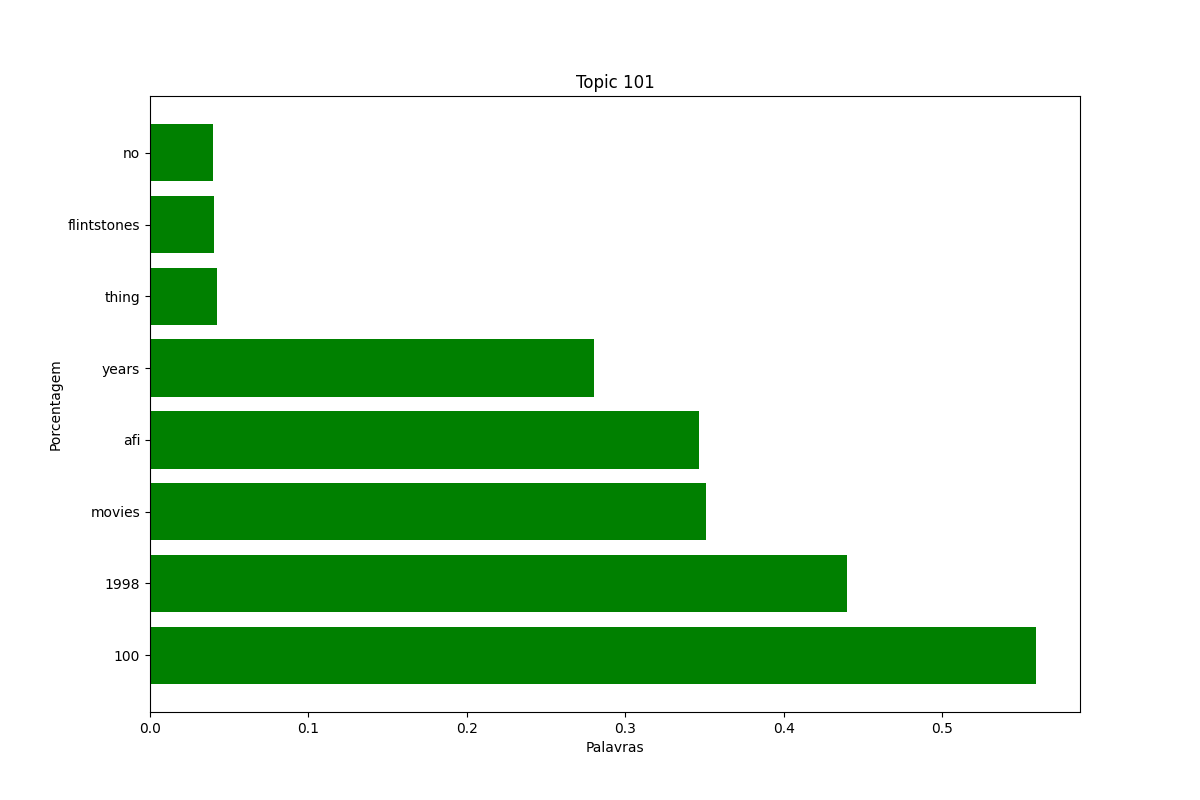 Topic 101
no
flintstones
thing
years
afi
movies
1998
100
Porcentagem
0.0 0.1 0.2 0.3 0.4 0.5
Palavras